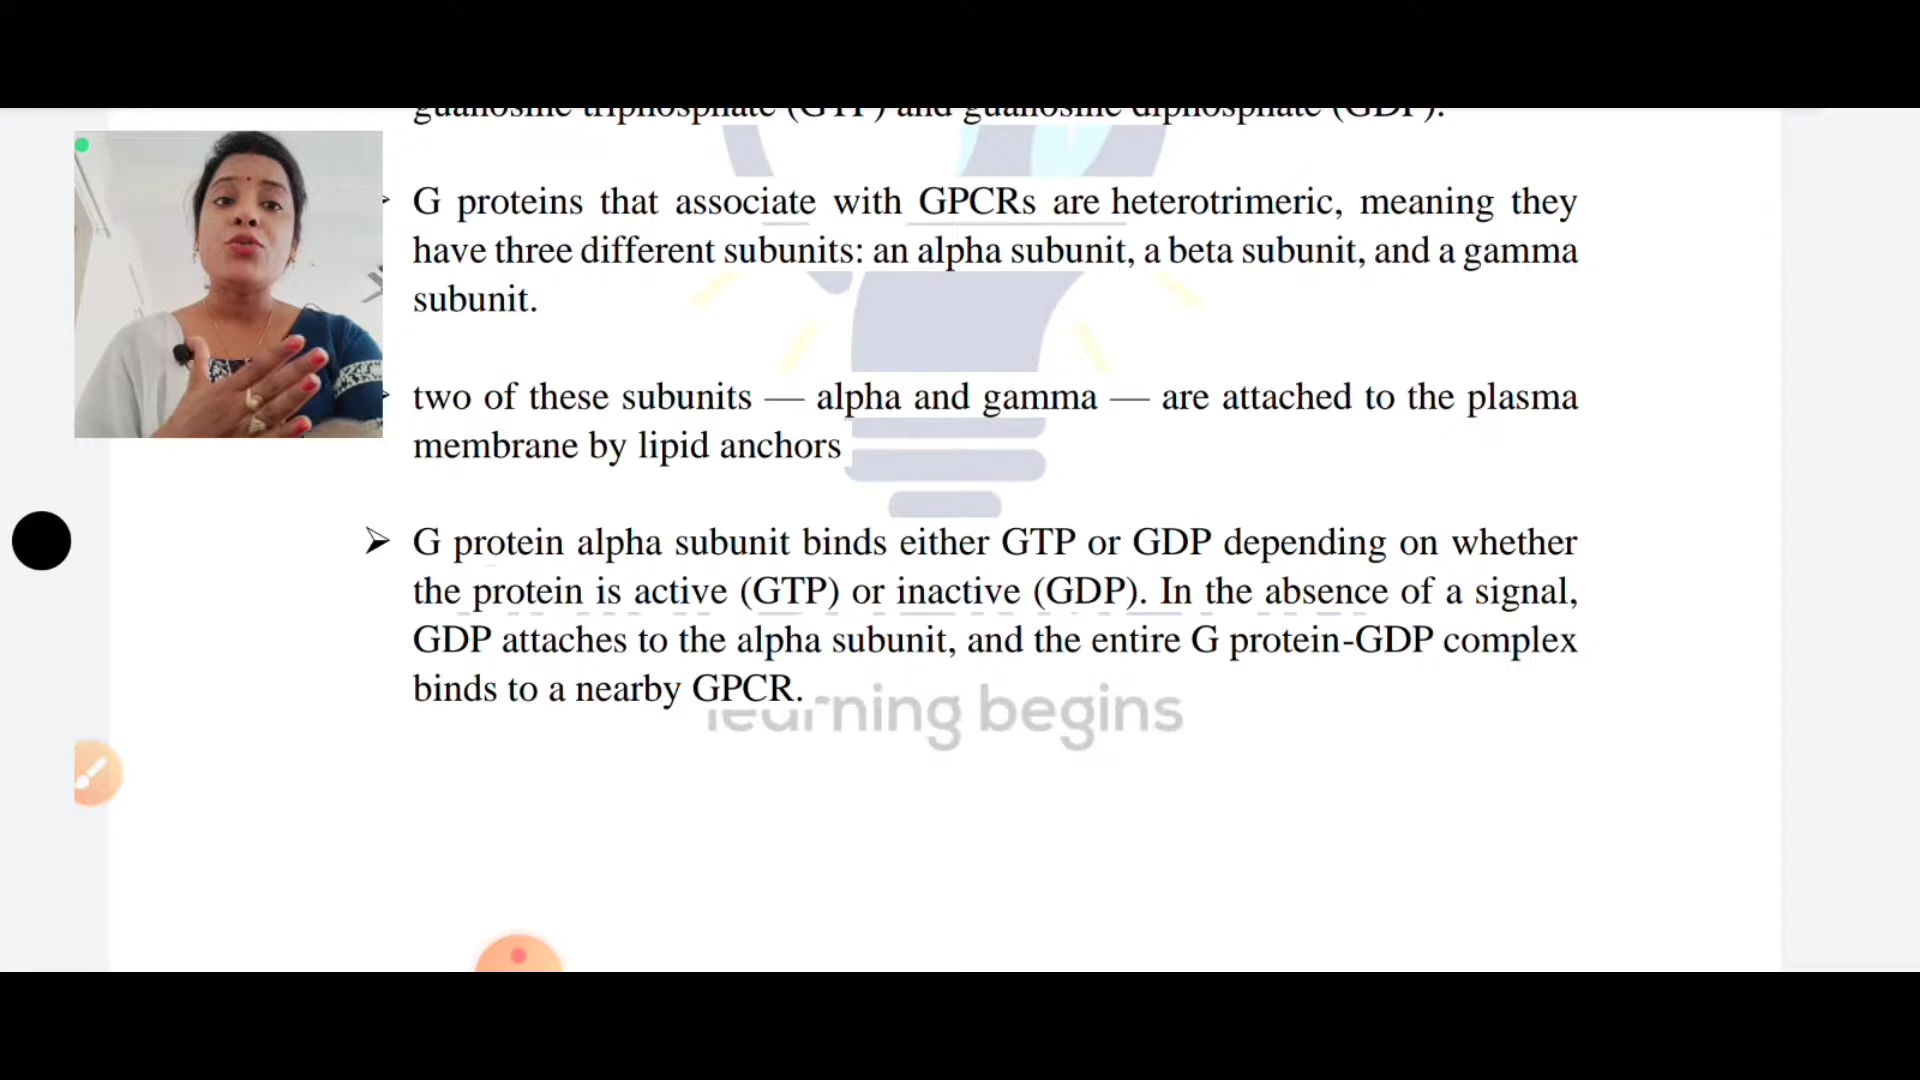 guanosine triphosphate (GTP) and guanosine diphosphate (GDP).
G proteins that associate with GPCRs are heterotrimeric, meaning they
have three different subunits: an alpha subunit, a beta subunit, and a gamma
subunit.
two of these subunits — alpha and gamma — are attached to the plasma
membrane by lipid anchors
G protein alpha subunit binds either GTP or GDP depending on whether
the protein is active (GTP) or inactive (GDP). In the absence of a signal,
GDP attaches to the alpha subunit, and the entire G protein-GDP complex
binds to a nearby GPCR.
learning begins